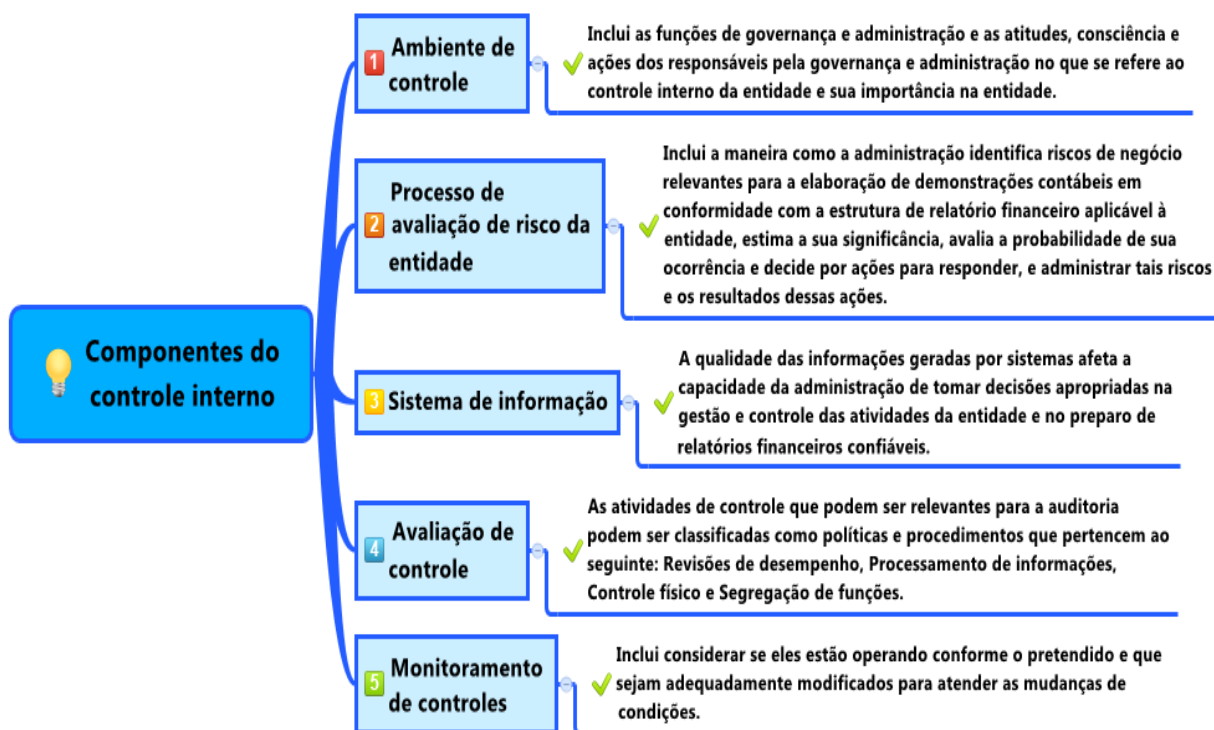 Componentes do
controle interno
1 Ambiente de
controle
Inclui as funções de governança e administração e as atitudes, consciência e
ações dos responsáveis pela governança e administração no que se refere ao
controle interno da entidade e sua importância na entidade.
2 Processo de
avaliação de risco da
entidade
Inclui a maneira como a administração identifica riscos de negócio
relevantes para a elaboração de demonstrações contábeis em
conformidade com a estrutura de relatório financeiro aplicável à
entidade, estima a sua significância, avalia a probabilidade de sua
ocorrência e decide por ações para responder, e administrar tais riscos
e os resultados dessas ações.
3 Sistema de informação
A qualidade das informações geradas por sistemas afeta a
capacidade da administração de tomar decisões apropriadas na
gestão e controle das atividades da entidade e no preparo de
relatórios financeiros confiáveis.
4 Avaliação de
controle
As atividades de controle que podem ser relevantes para a auditoria
podem ser classificadas como políticas e procedimentos que pertencem ao
seguinte: Revisões de desempenho, Processamento de informações,
Controle físico e Segregação de funções.
5 Monitoramento
de controles
Inclui considerar se eles estão operando conforme o pretendido e que
sejam adequadamente modificados para atender as mudanças de
condições.